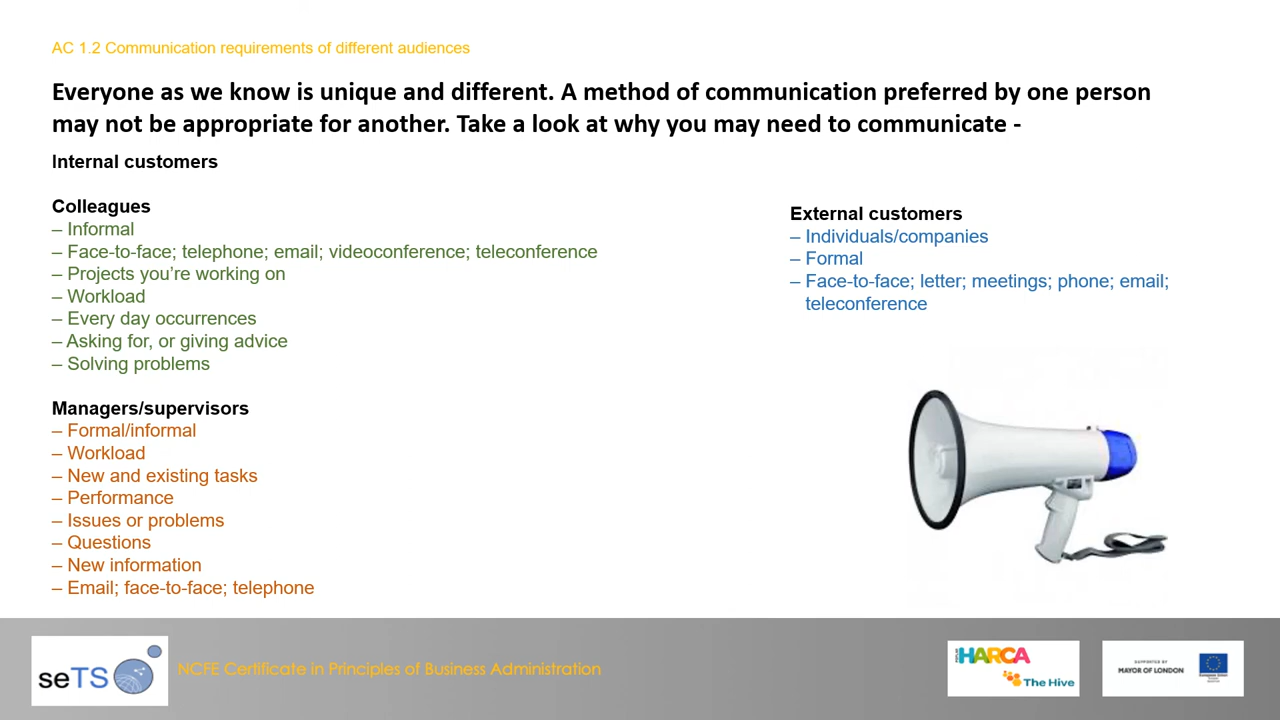 AC 1.2 Communication requirements of different audiences
Everyone as we know is unique and different. A method of communication preferred by one person
may not be appropriate for another. Take a look at why you may need to communicate -
Internal customers
Colleagues
– Informal
– Face-to-face; telephone; email; videoconference; teleconference
– Projects you’re working on
– Workload
– Every day occurrences
– Asking for, or giving advice
– Solving problems
Managers/supervisors
– Formal/informal
– Workload
– New and existing tasks
– Performance
– Issues or problems
– Questions
– New information
– Email; face-to-face; telephone
External customers
– Individuals/companies
– Formal
– Face-to-face; letter; meetings; phone; email;
teleconference
seTS
NCFE Certificate in Principles of Business Administration
HARCA
The Hive
SUPPORTED BY
MAYOR OF LONDON
European Union